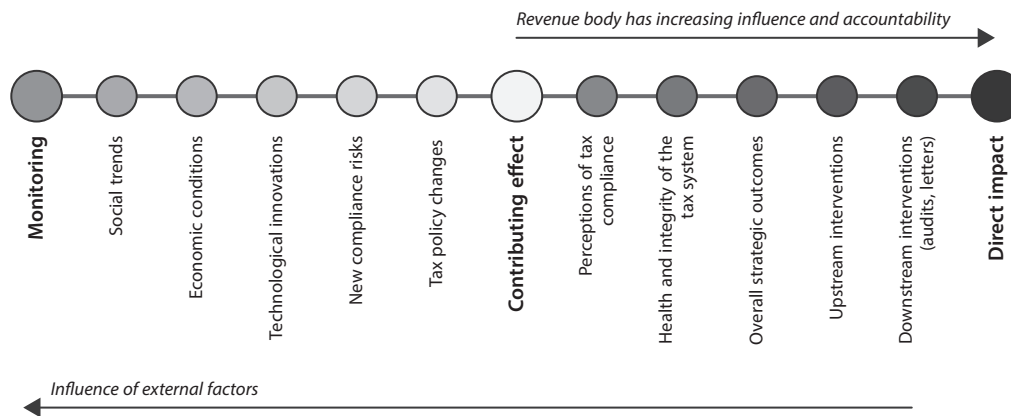 Revenue body has increasing influence and accountability
Monitoring
Social trends
Economic conditions
Technological innovations
New compliance risks
Tax policy changes
Contributing effect
Perceptions of tax
compliance
Health and integrity of the
tax system
Overall strategic outcomes
Upstream interventions
Downstream interventions
(audits, letters)
Direct impact
Influence of external factors